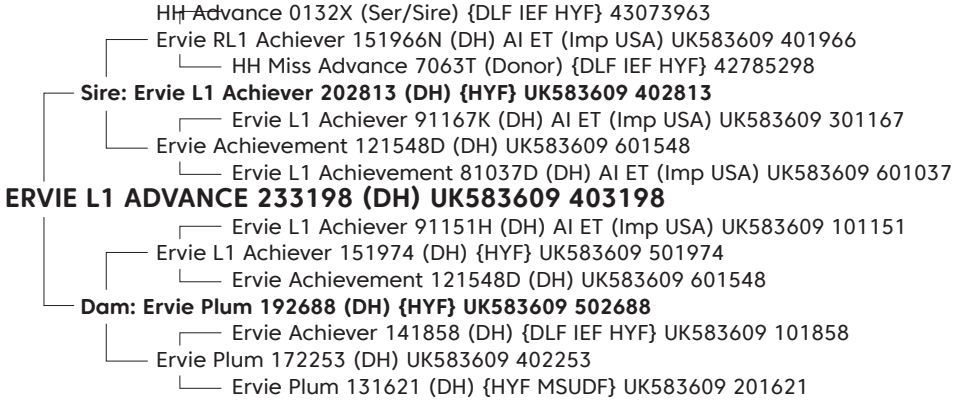 HH Advance 0132X (Ser/Sire) {DLF IEF HYF} 43073963
Ervie RL1 Achiever 151966N (DH) AI ET (Imp USA) UK583609 401966
HH Miss Advance 7063T (Donor) {DLF IEF HYF} 42785298
Sire: Ervie L1 Achiever 202813 (DH) {HYF} UK583609 402813
Ervie L1 Achiever 91167K (DH) AI ET (Imp USA) UK583609 301167
Ervie Achievement 121548D (DH) UK583609 601548
Ervie L1 Achievement 81037D (DH) AI ET (Imp USA) UK583609 601037
ERVIE L1 ADVANCE 233198 (DH) UK583609 403198
Ervie L1 Achiever 91151H (DH) AI ET (Imp USA) UK583609 101151
Ervie L1 Achiever 151974 (DH) {HYF} UK583609 501974
Ervie Achievement 121548D (DH) UK583609 601548
Dam: Ervie Plum 192688 (DH) {HYF} UK583609 502688
Ervie Achiever 141858 (DH) {DLF IEF HYF} UK583609 101858
Ervie Plum 172253 (DH) UK583609 402253
Ervie Plum 131621 (DH) {HYF MSUDF} UK583609 201621